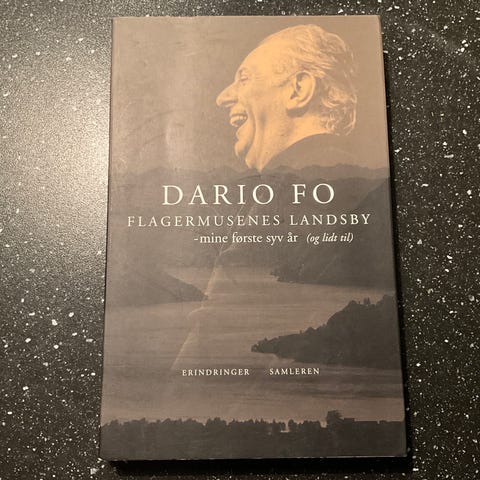 DARIO FO
FLAGERMUSENES LANDSBY
- mine første syv år (og lidt til)
ERINDRINGER SAMLEREN